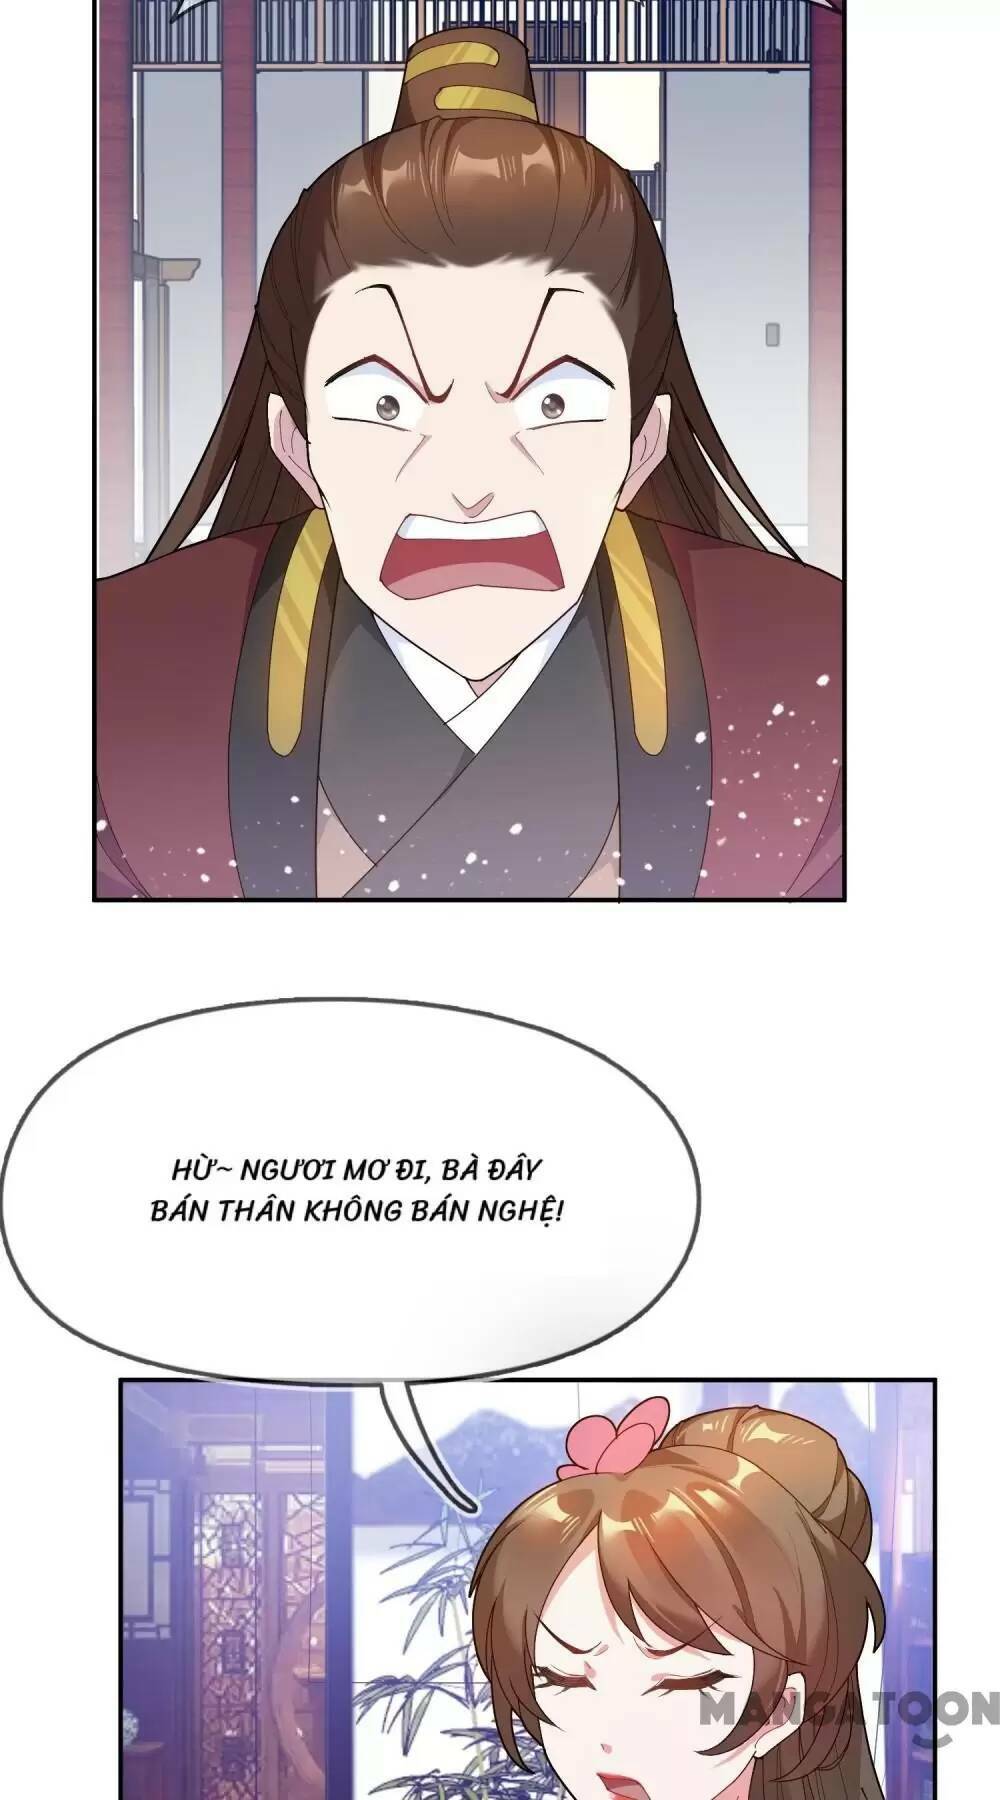 HỪ~ NGƯƠI MƠ ĐI, BÀ ĐÂY
BÁN THÂN KHÔNG BÁN NGHỆ!
MANGATOON